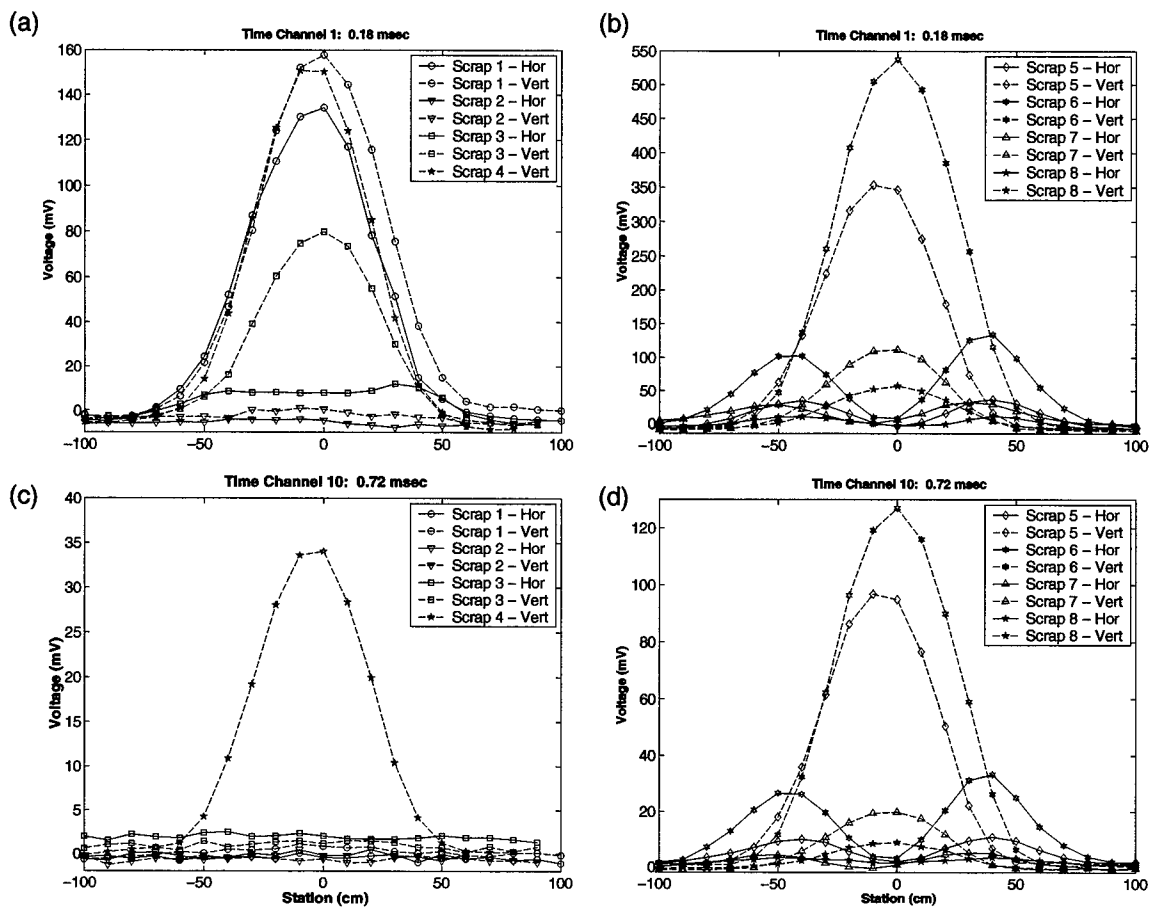 (a)
Time Channel 1: 0.18 msec
160
140
120
100
80
60
40
20
0
Voltage (mV)
−100
−50
0
50
100
Scrap 1 – Hor
Scrap 1 – Vert
Scrap 2 – Hor
Scrap 2 – Vert
Scrap 3 – Hor
Scrap 3 – Vert
Scrap 4 – Vert
(b)
Time Channel 1: 0.18 msec
550
500
450
400
350
300
250
200
150
100
50
0
Voltage (mV)
−100
−50
0
50
100
Scrap 5 – Hor
Scrap 5 – Vert
Scrap 6 – Hor
Scrap 6 – Vert
Scrap 7 – Hor
Scrap 7 – Vert
Scrap 8 – Hor
Scrap 8 – Vert
(c)
Time Channel 10: 0.72 msec
40
35
30
25
20
15
10
5
0
Voltage (mV)
−100
−50
0
50
100
Station (cm)
Scrap 1 – Hor
Scrap 1 – Vert
Scrap 2 – Hor
Scrap 2 – Vert
Scrap 3 – Hor
Scrap 3 – Vert
Scrap 4 – Vert
(d)
Time Channel 10: 0.72 msec
120
100
80
60
40
20
0
Voltage (mV)
−100
−50
0
50
100
Station (cm)
Scrap 5 – Hor
Scrap 5 – Vert
Scrap 6 – Hor
Scrap 6 – Vert
Scrap 7 – Hor
Scrap 7 – Vert
Scrap 8 – Hor
Scrap 8 – Vert